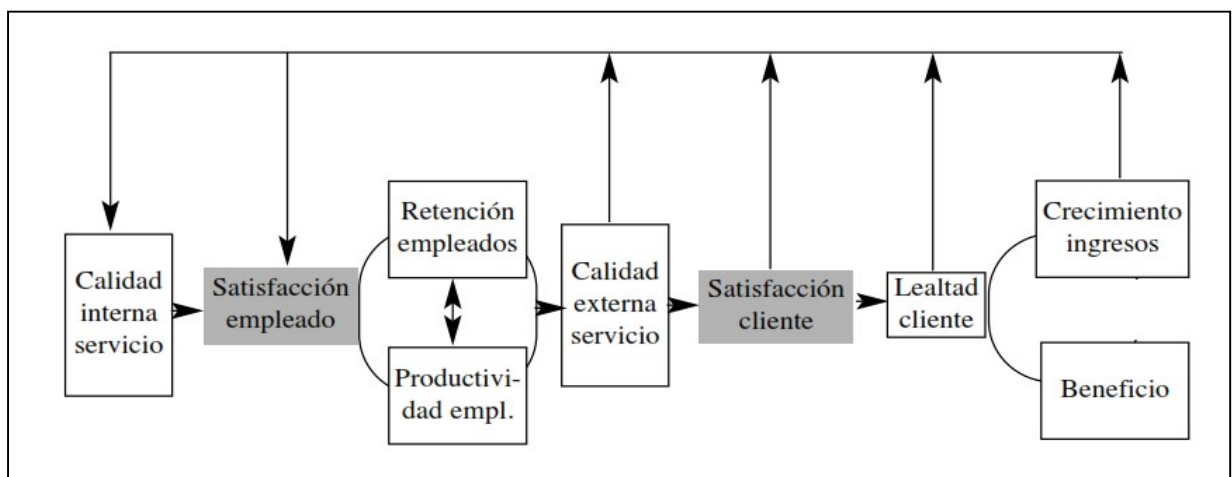 Calidad
interna
servicio
Satisfacción
empleado
Retención
empleados
Productivi-
dad empl.
Calidad
externa
servicio
Satisfacción
cliente
Lealtad
cliente
Crecimiento
ingresos
Beneficio